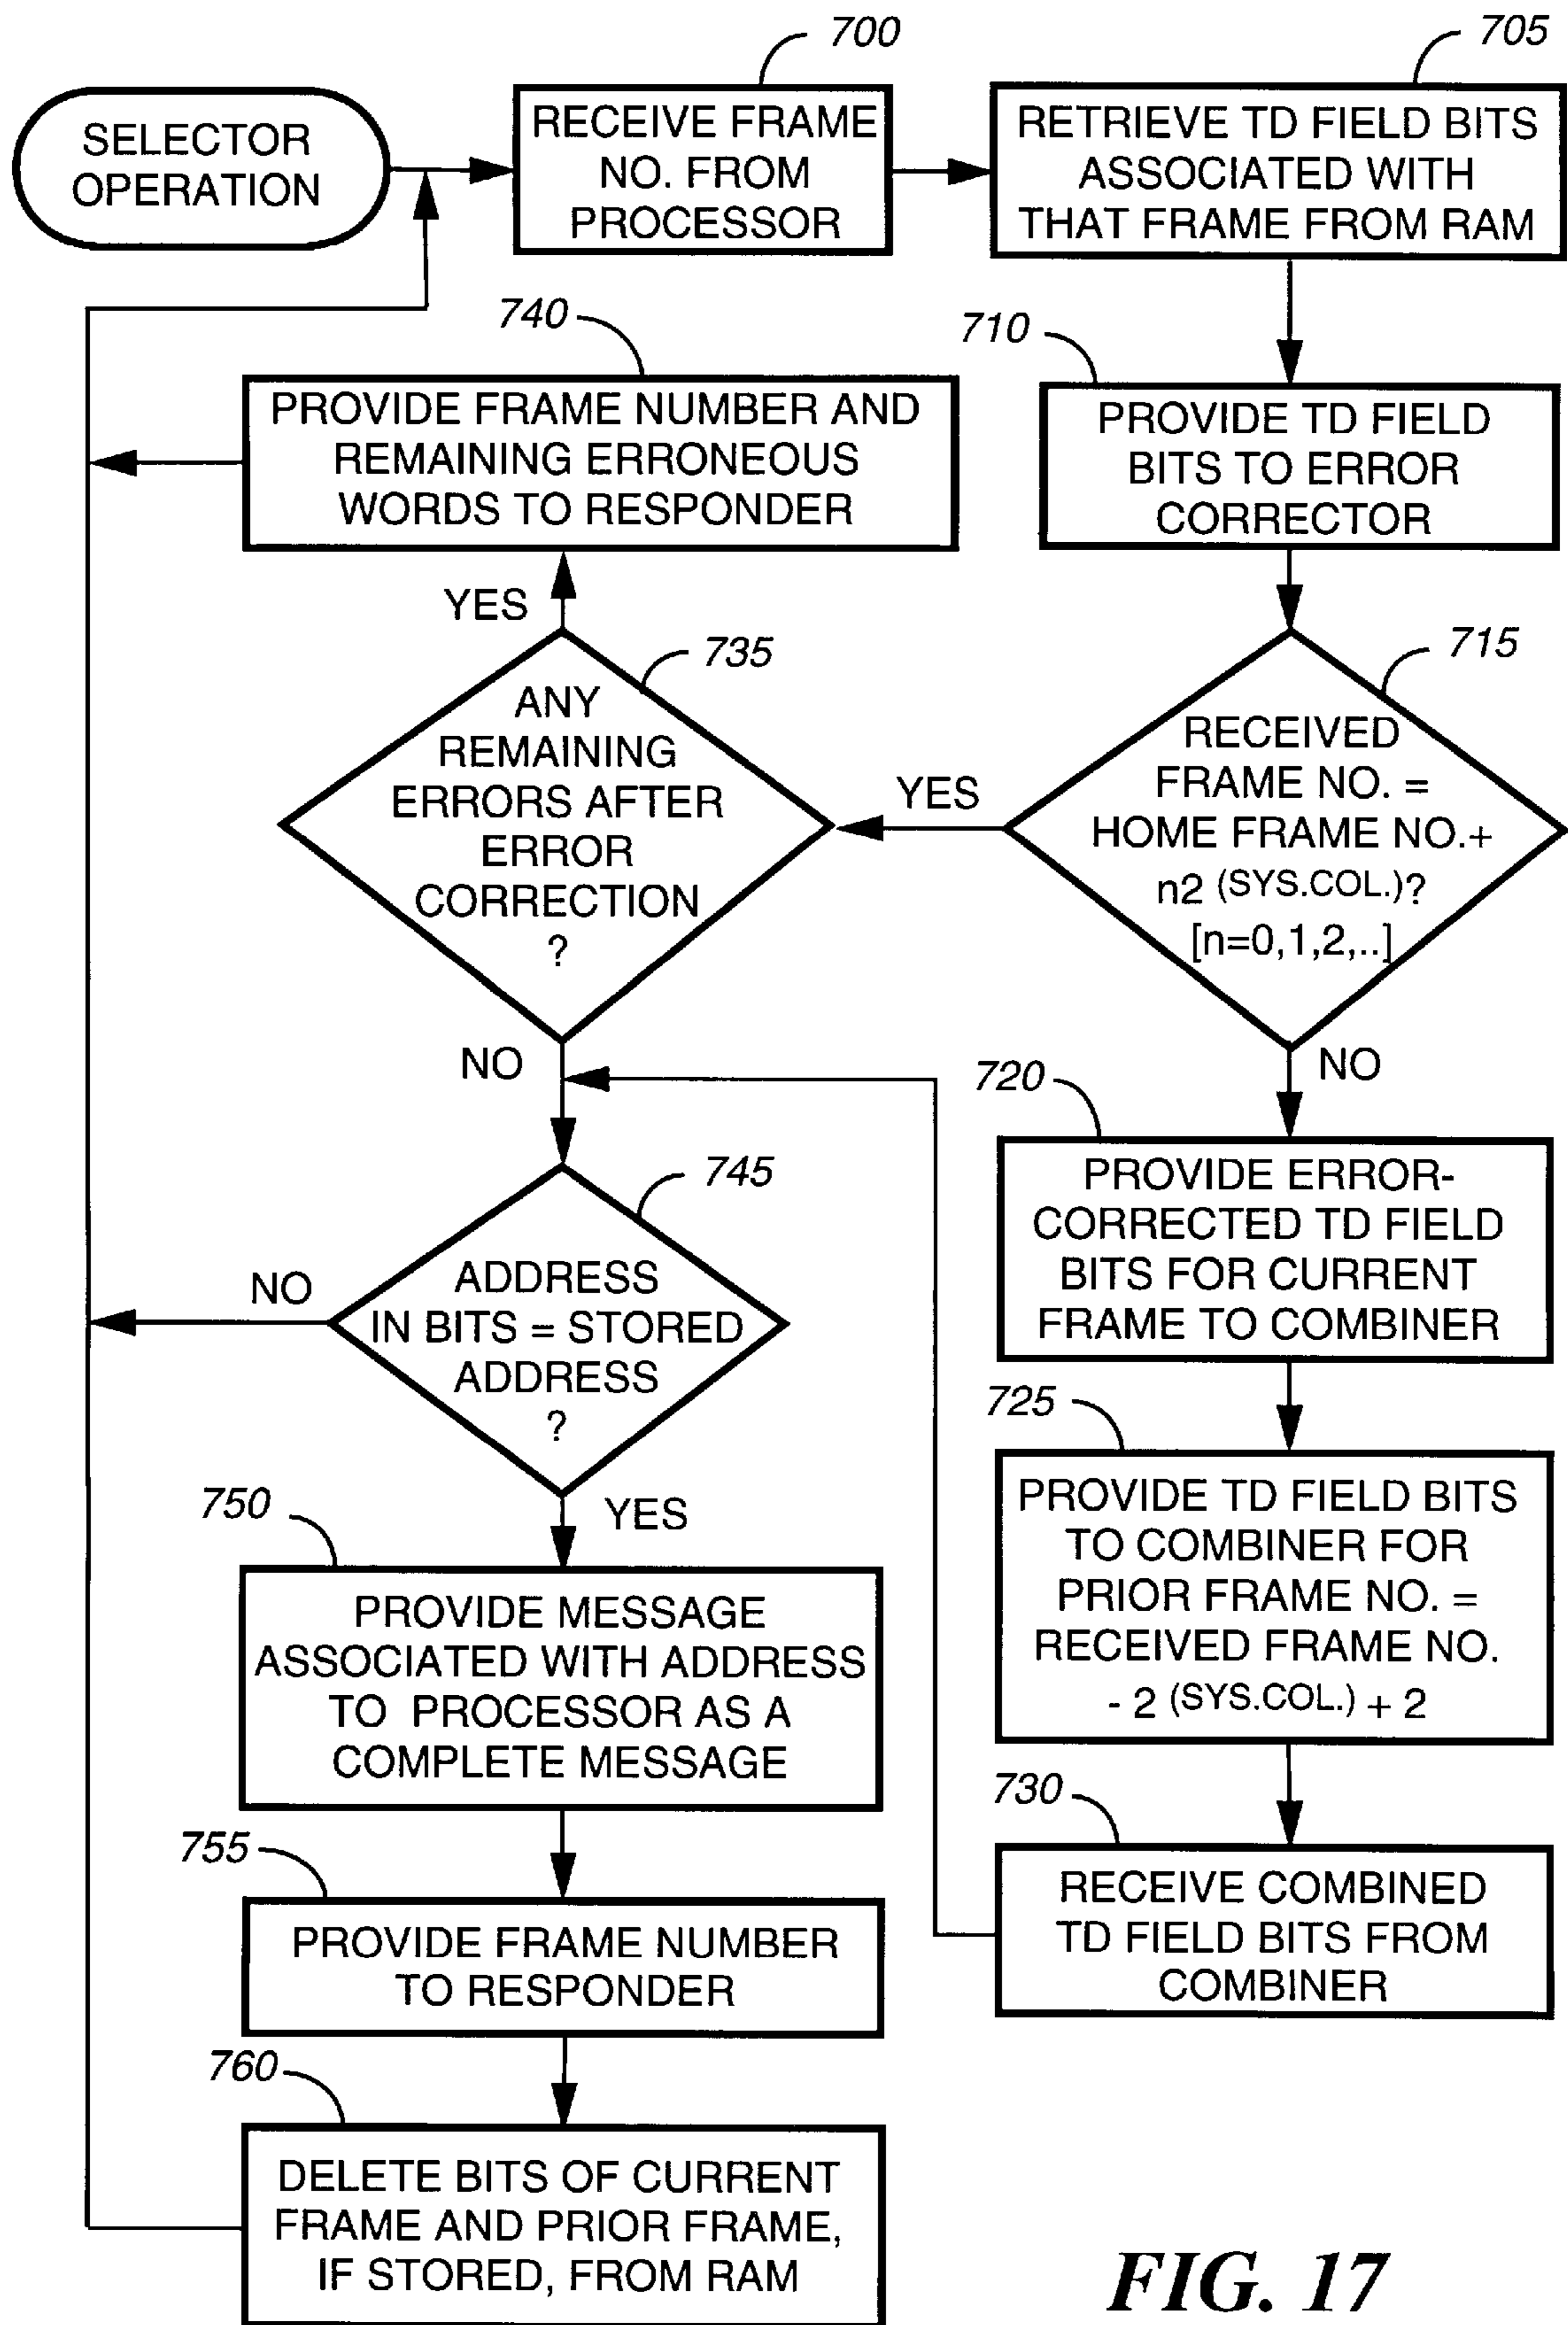 700
705
SELECTOR
OPERATION
RECEIVE FRAME
NO. FROM
PROCESSOR
RETRIEVE TD FIELD BITS
ASSOCIATED WITH
THAT FRAME FROM RAM
740
710
PROVIDE FRAME NUMBER AND
REMAINING ERRONEOUS
WORDS TO RESPONDER
PROVIDE TD FIELD
BITS TO ERROR
CORRECTOR
YES
735
715
ANY
REMAINING
ERRORS AFTER
ERROR
CORRECTION
?
YES
RECEIVED
FRAME NO. =
HOME FRAME NO.+
n2 (SYS.COL.)?
[n=0,1,2,..]
NO
NO
720
745
PROVIDE ERROR-
CORRECTED TD FIELD
BITS FOR CURRENT
FRAME TO COMBINER
NO
ADDRESS
IN BITS = STORED
ADDRESS
?
725
750
YES
PROVIDE TD FIELD BITS
TO COMBINER FOR
PRIOR FRAME NO. =
RECEIVED FRAME NO.
- 2 (SYS.COL.) + 2
PROVIDE MESSAGE
ASSOCIATED WITH ADDRESS
TO PROCESSOR AS A
COMPLETE MESSAGE
730
755
RECEIVE COMBINED
TD FIELD BITS FROM
COMBINER
PROVIDE FRAME NUMBER
TO RESPONDER
760
DELETE BITS OF CURRENT
FRAME AND PRIOR FRAME,
IF STORED, FROM RAM
FIG. 17